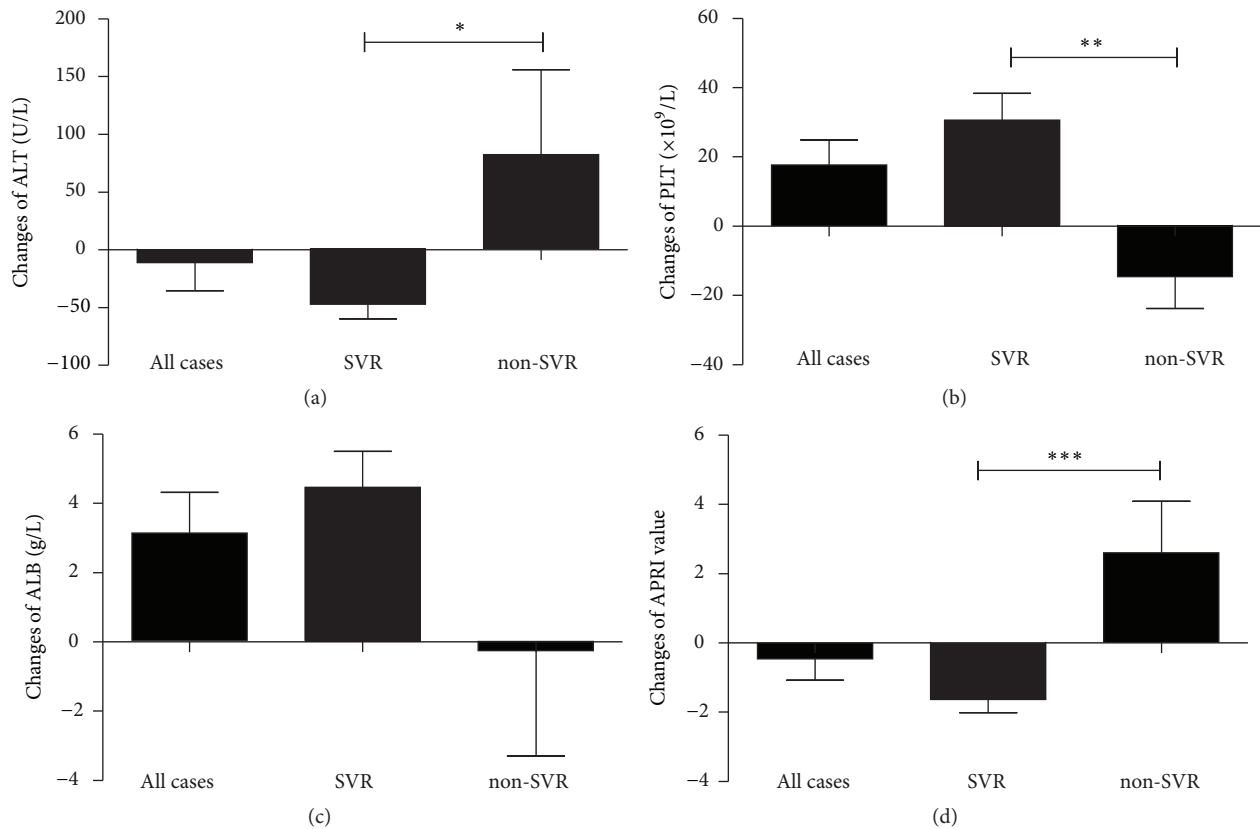 200
150
100
50
0
−50
−100
Changes of ALT (U/L)
*
All cases SVR non-SVR
(a)
60
40
20
0
−20
−40
Changes of PLT (×10⁹/L)
**
All cases SVR non-SVR
(b)
6
4
2
0
−2
−4
Changes of ALB (g/L)
All cases SVR non-SVR
(c)
6
4
2
0
−2
−4
Changes of APRI value
***
All cases SVR non-SVR
(d)